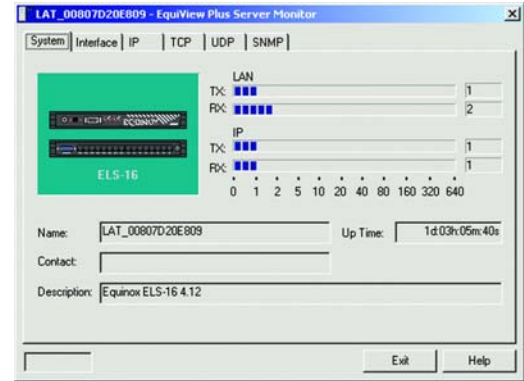 LAT_00807D20E809 - EquiView Plus Server Monitor
System Interface IP TCP UDP SNMP
LAN
TX: 1
RX: 2
EQUINOX
IP
TX: 1
RX: 1
ELS-16
0 1 2 5 10 20 40 80 160 320 640
Name: LAT_00807D20E809 Up Time: 1d:03h:05m:40s
Contact:
Description: Equinox ELS-16 4.12
Exit Help